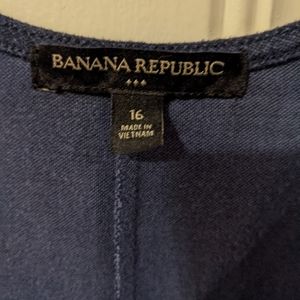 BANANA REPUBLIC
16
MADE IN
VIETNAM